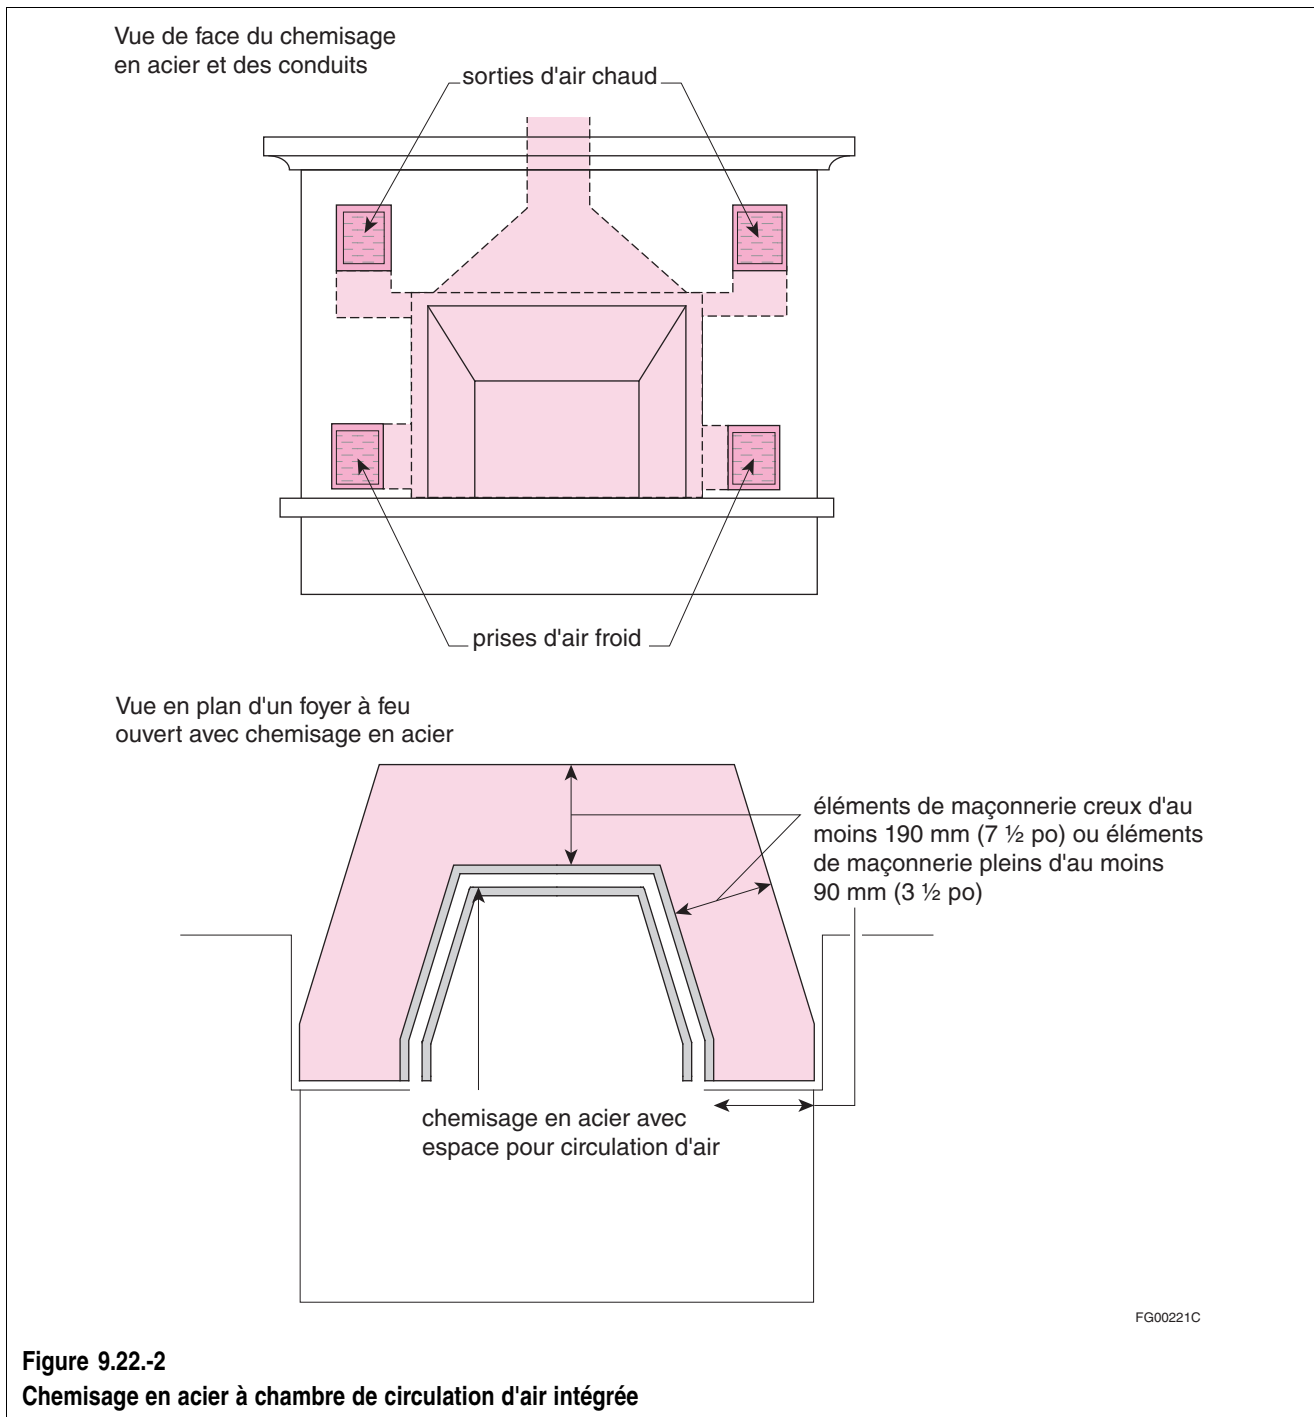 Vue de face du chemisage
en acier et des conduits
sorties d'air chaud
prises d'air froid
Vue en plan d'un foyer à feu
ouvert avec chemisage en acier
éléments de maçonnerie creux d'au
moins 190 mm (7 ½ po) ou éléments
de maçonnerie pleins d'au moins
90 mm (3 ½ po)
chemisage en acier avec
espace pour circulation d'air
FG00221C
Figure 9.22.-2
Chemisage en acier à chambre de circulation d'air intégrée